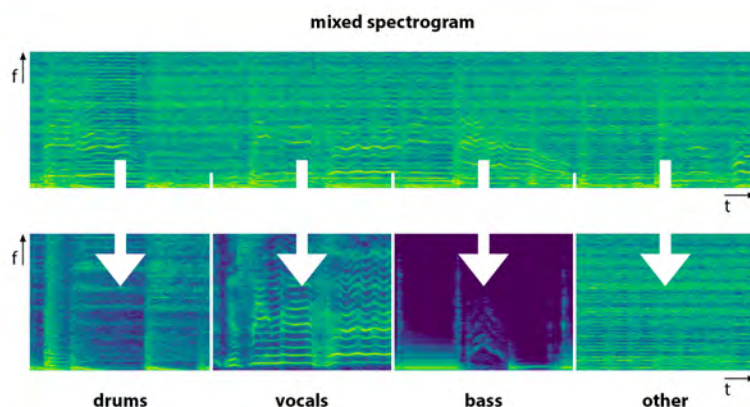 mixed spectrogram
f
t
f
t
drums vocals bass other